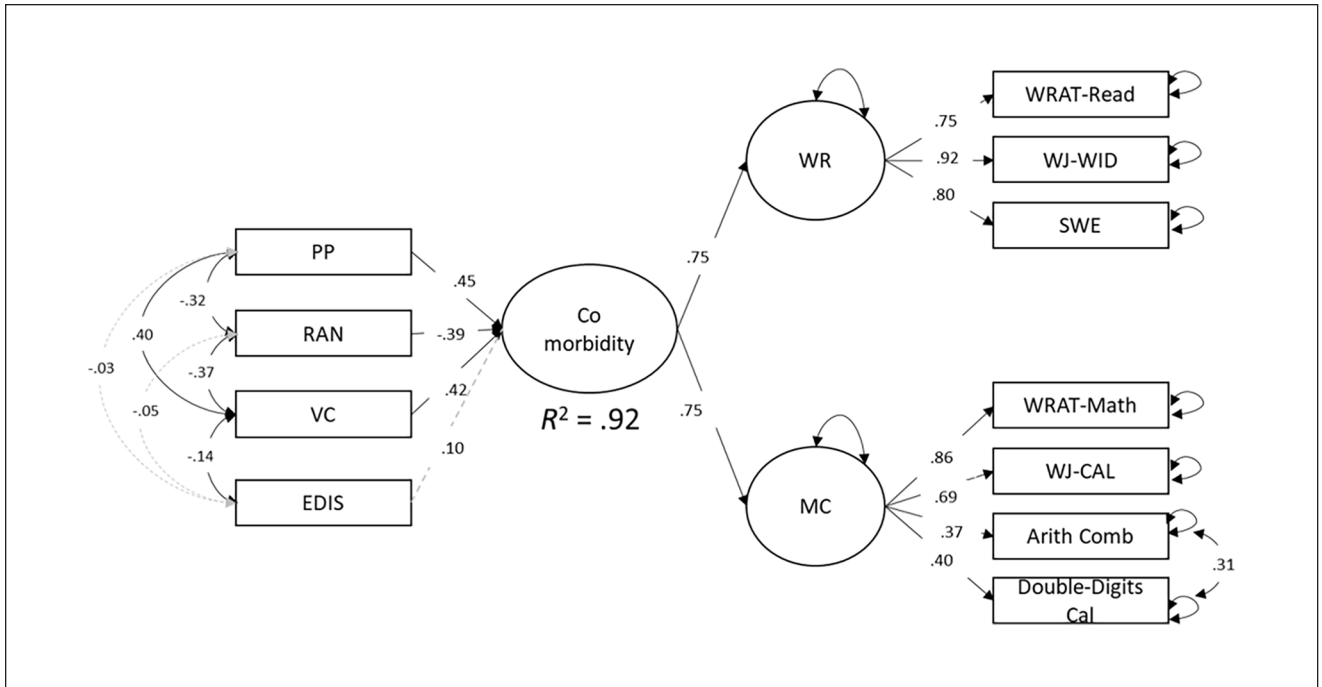 WRAT-Read
.75
WR
.92
WJ-WID
.80
SWE
PP
-.32
.45
.75
.40
RAN
-.39
Co
morbidity
-.03
-.37
-.05
VC
.42
R² = .92
.75
WRAT-Math
-.14
.10
.86
WJ-CAL
EDIS
MC
.69
.37
Arith Comb
.40
.31
Double-Digits
Cal